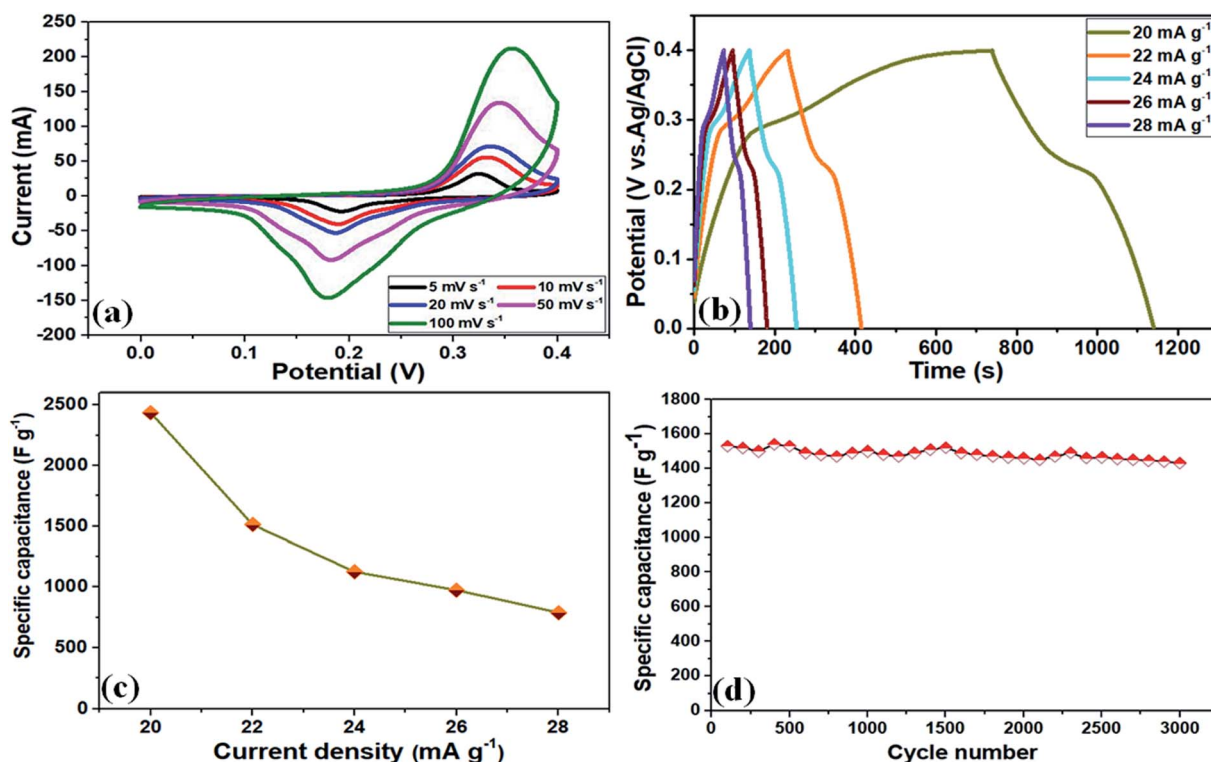 250
200
150
100
50
0
-50
-100
-150
-200
Current (mA)
(a)
5 mV s-1 10 mV s-1
20 mV s-1 50 mV s-1
100 mV s-1
0.0 0.1 0.2 0.3 0.4
Potential (V)
0.4
0.3
0.2
0.1
0.0
Potential (V vs.Ag/AgCl)
(b)
20 mA g-1
22 mA g-1
24 mA g-1
26 mA g-1
28 mA g-1
0 200 400 600 800 1000 1200
Time (s)
2500
2000
1500
1000
500
0
Specific capacitance (F g-1)
(c)
20 22 24 26 28
Current density (mA g-1)
1800
1600
1400
1200
1000
800
600
400
200
0
Specific capacitance (F g-1)
(d)
0 500 1000 1500 2000 2500 3000
Cycle number